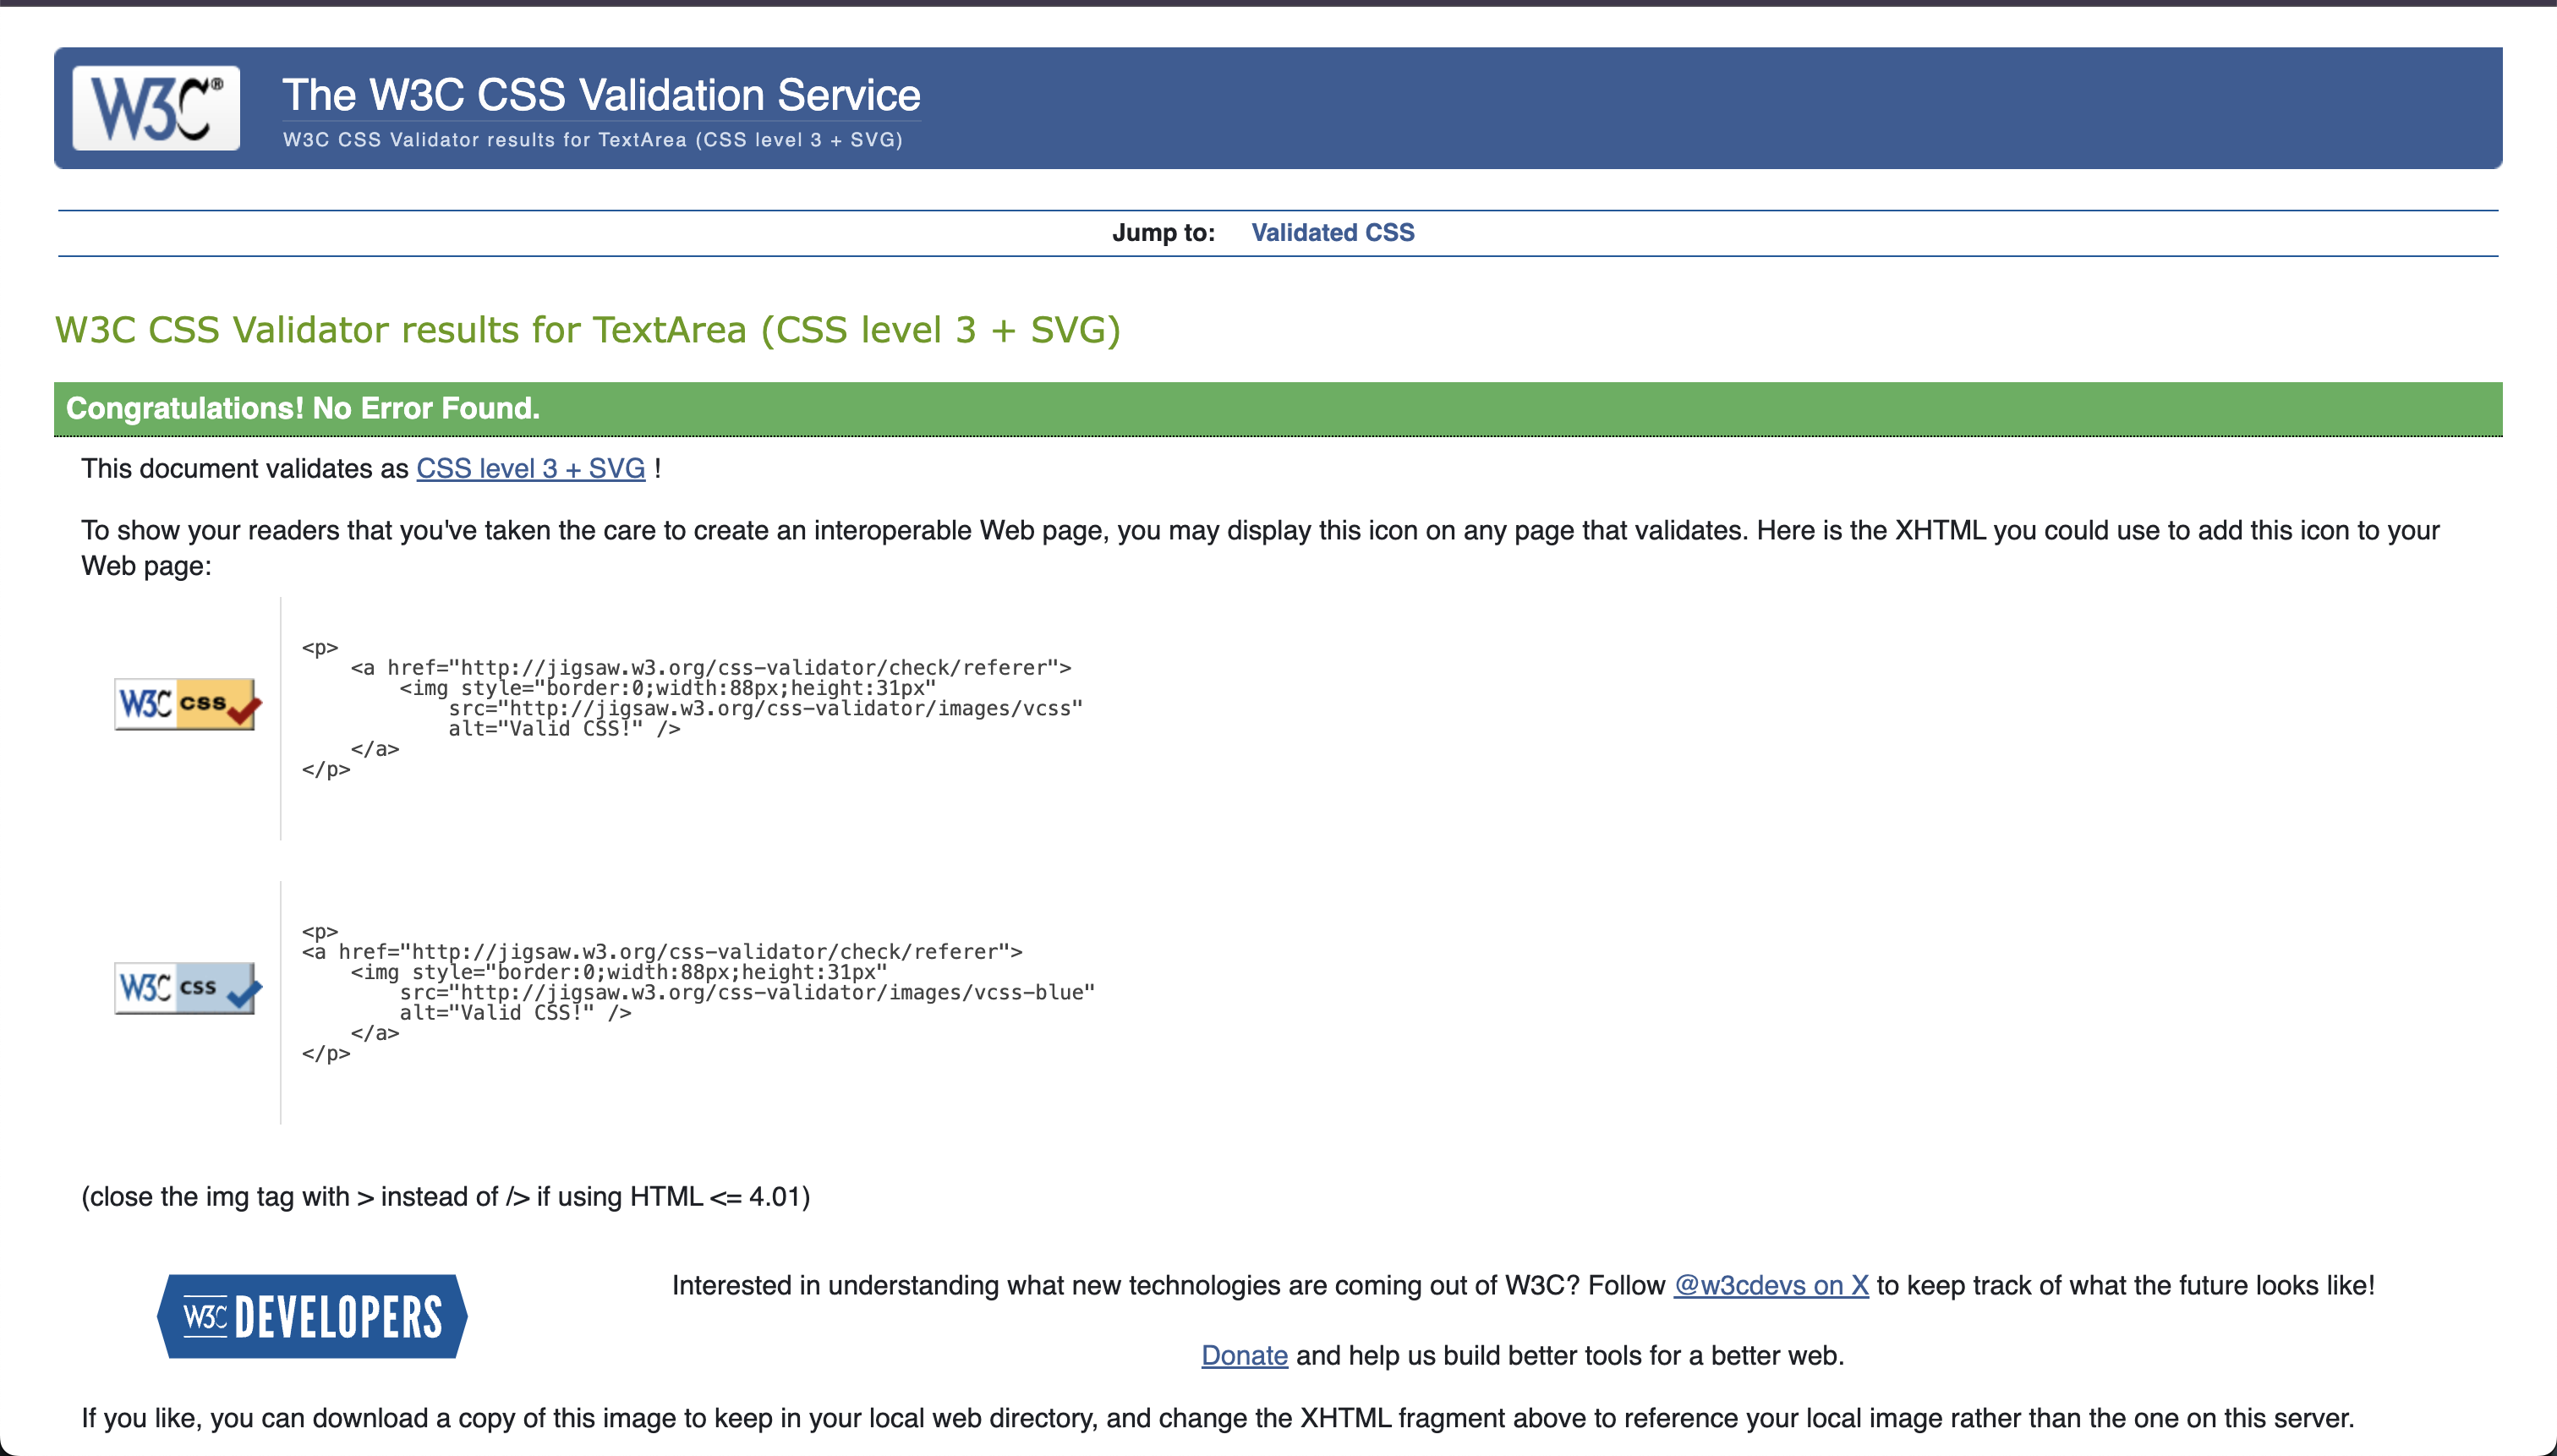 W3C®
The W3C CSS Validation Service
W3C CSS Validator results for TextArea (CSS level 3 + SVG)
Jump to: Validated CSS
W3C CSS Validator results for TextArea (CSS level 3 + SVG)
Congratulations! No Error Found.
This document validates as CSS level 3 + SVG !
To show your readers that you've taken the care to create an interoperable Web page, you may display this icon on any page that validates. Here is the XHTML you could use to add this icon to your
Web page:
W3C css
<p>
    <a href="http://jigsaw.w3.org/css-validator/check/referer">
        <img style="border:0;width:88px;height:31px"
            src="http://jigsaw.w3.org/css-validator/images/vcss"
            alt="Valid CSS!" />
    </a>
</p>
W3C css
<p>
<a href="http://jigsaw.w3.org/css-validator/check/referer">
    <img style="border:0;width:88px;height:31px"
        src="http://jigsaw.w3.org/css-validator/images/vcss-blue"
        alt="Valid CSS!" />
    </a>
</p>
(close the img tag with > instead of /> if using HTML <= 4.01)
W3C DEVELOPERS
Interested in understanding what new technologies are coming out of W3C? Follow @w3cdevs on X to keep track of what the future looks like!
Donate and help us build better tools for a better web.
If you like, you can download a copy of this image to keep in your local web directory, and change the XHTML fragment above to reference your local image rather than the one on this server.